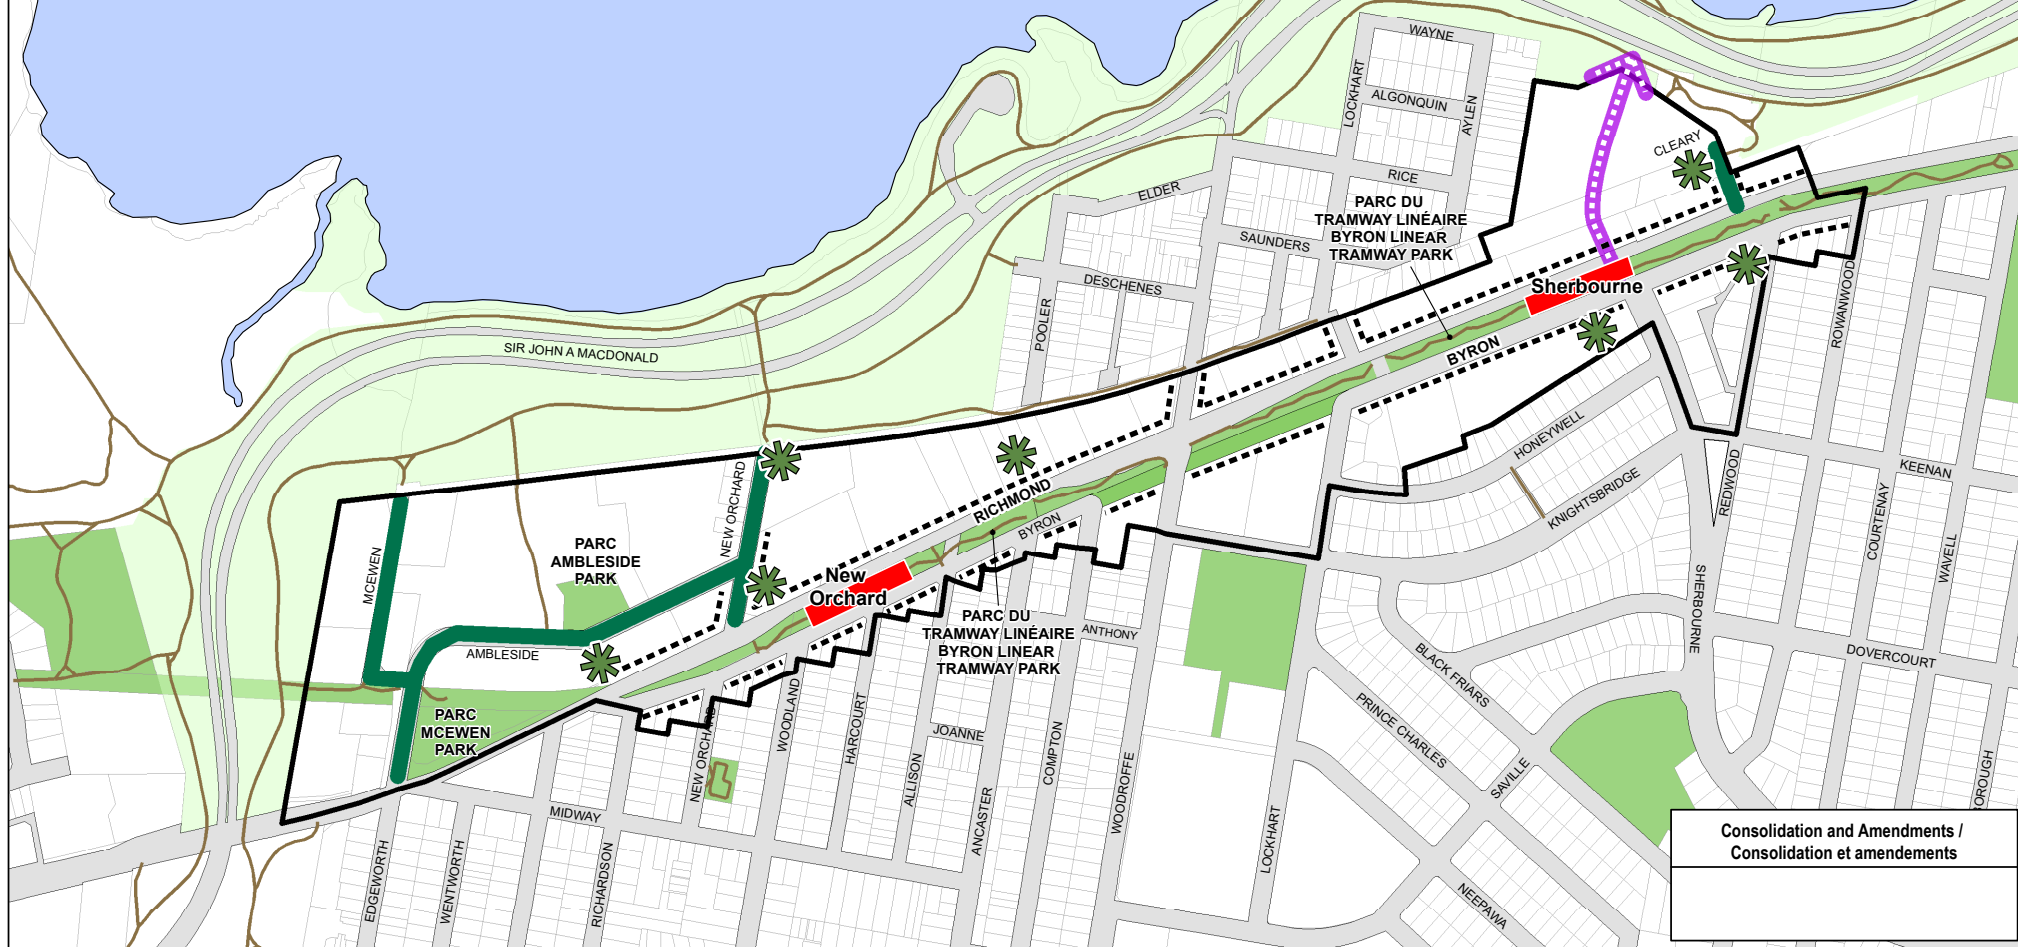 WAYNE
LOCKHART
ALGONQUIN
AYLEN
CLEARY
RICE
ELDER
PARC DU
TRAMWAY LINÉAIRE
BYRON LINEAR
TRAMWAY PARK
SAUNDERS
DESCHENES
Sherbourne
POOLER
ROWANWOOD
SIR JOHN A MACDONALD
BYRON
HONEYWELL
KEENAN
NEW ORCHARD
RICHMOND
KNIGHTSBRIDGE
REDWOOD
COURTENAY
WAVELL
BYRON
PARC
AMBLESIDE
PARK
MCEWEN
New
Orchard
SHERBOURNE
PARC DU
TRAMWAY LINÉAIRE
BYRON LINEAR
TRAMWAY PARK
ANTHONY
AMBLESIDE
DOVERCOURT
BLACK FRIARS
PARC
MCEWEN
PARK
NEW ORCHARD
WOODLAND
HARCOURT
JOANNE
ALLISON
COMPTON
WOODROFFE
PRINCE CHARLES
SAVILLE
OROUGH
MIDWAY
ANCASTER
LOCKHART
EDGEWORTH
WENTWORTH
RICHARDSON
NEEPAWA
Consolidation and Amendments /
Consolidation et amendements